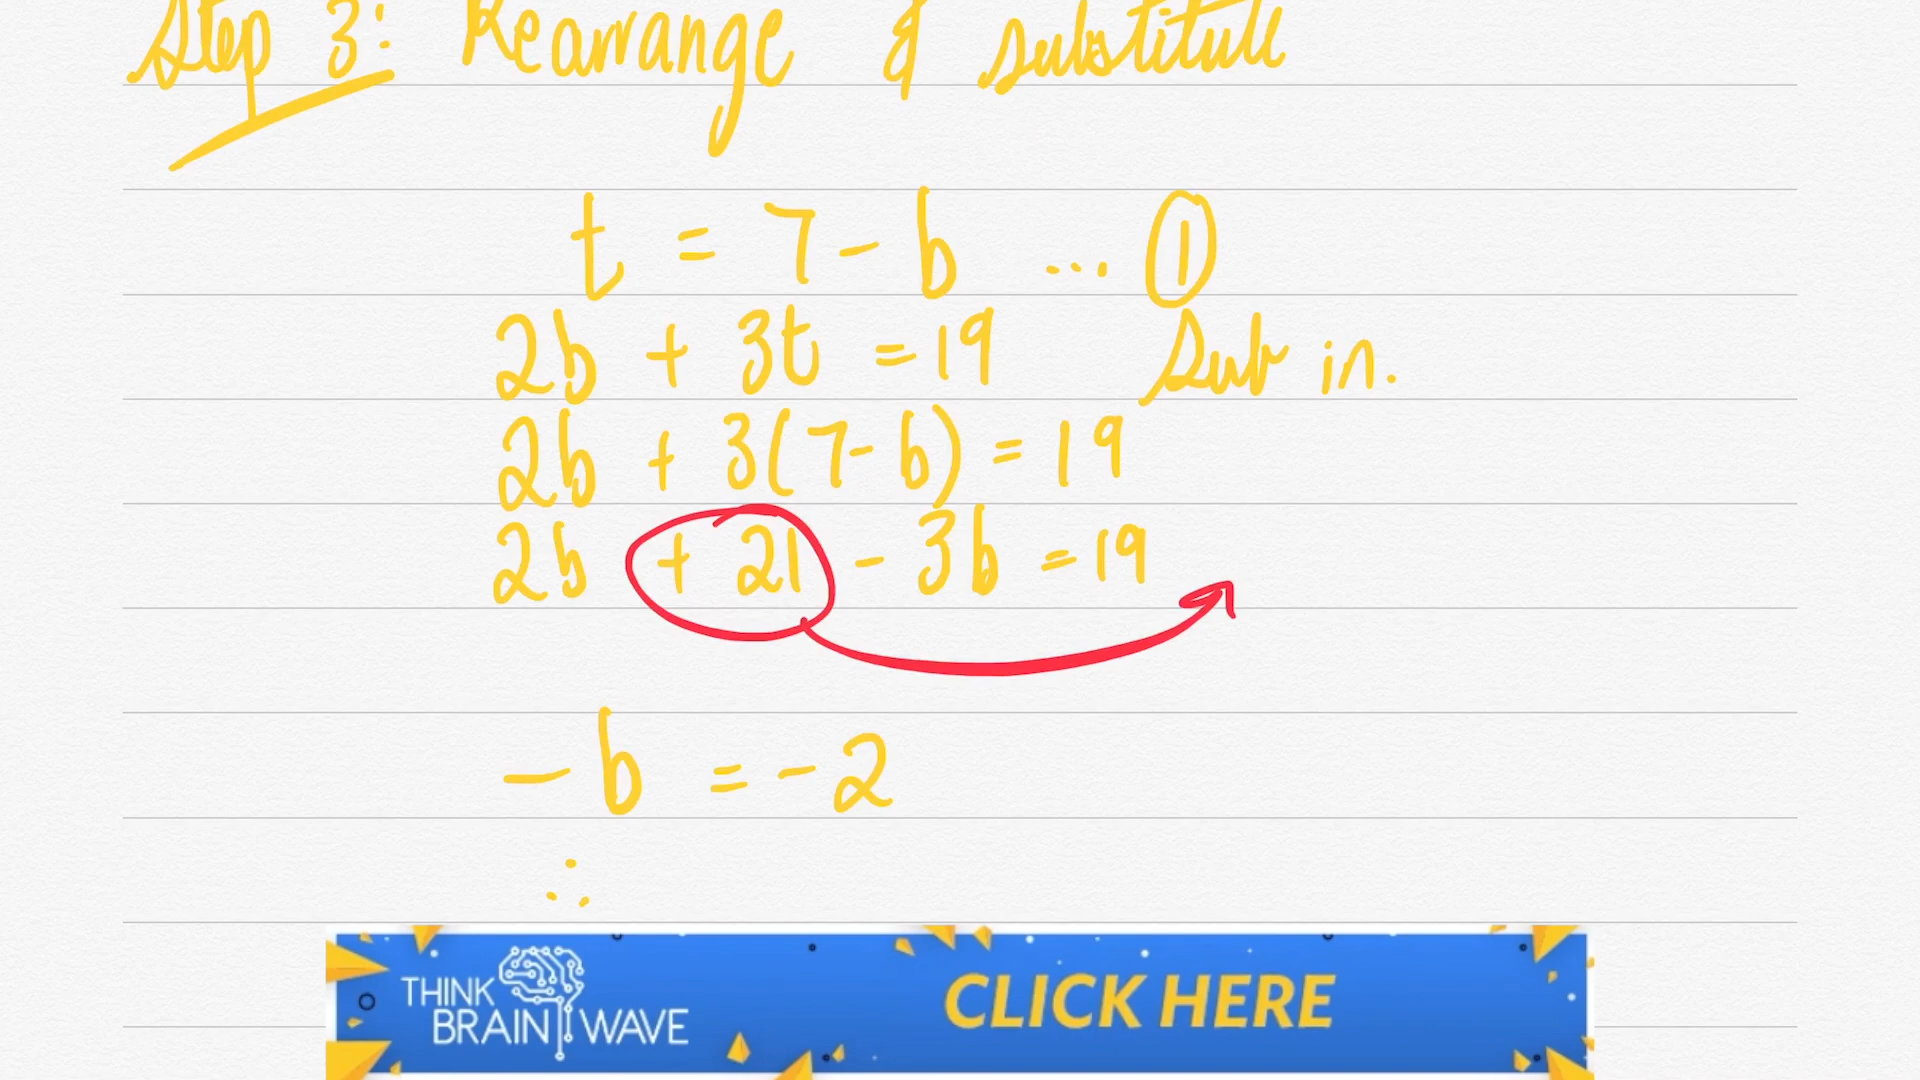 Step 3: Rearrange & substitute
t = 7 - b ... ①
2b + 3t = 19 Sub in.
2b + 3(7 - b) = 19
2b + 21 - 3b = 19
- b = - 2
∴
THINK BRAIN WAVE
CLICK HERE